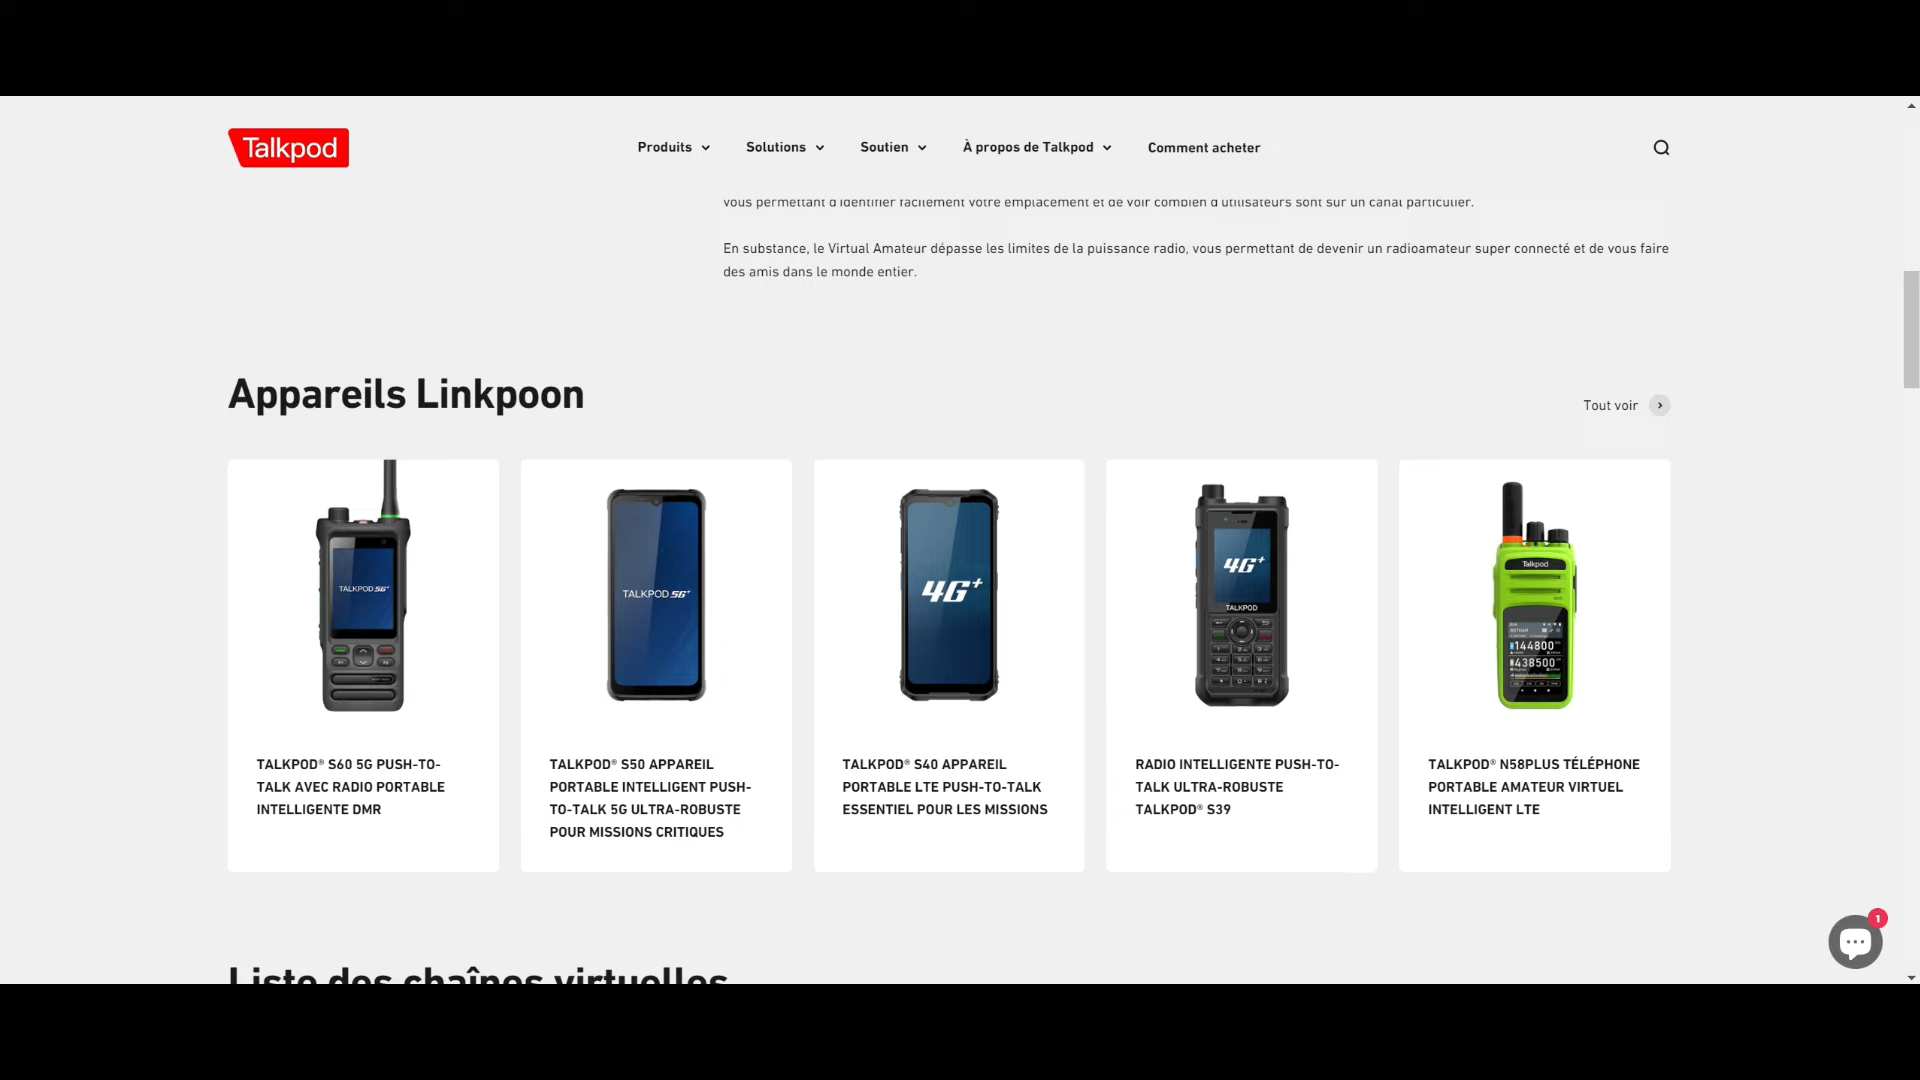 Talkpod
Produits
Solutions
Soutien
À propos de Talkpod
Comment acheter
vous permettant d'identifier facilement votre emplacement et de voir combien d'utilisateurs sont sur un canal particulier.
En substance, le Virtual Amateur dépasse les limites de la puissance radio, vous permettant de devenir un radioamateur super connecté et de vous faire
des amis dans le monde entier.
Appareils Linkpoon
Tout voir
TALKPOD 5G+
TALKPOD 5G+
4G+
4G+
TALKPOD
Talkpod
144800
438500
TALKPOD® S60 5G PUSH-TO-
TALK AVEC RADIO PORTABLE
INTELLIGENTE DMR
TALKPOD® S50 APPAREIL
PORTABLE INTELLIGENT PUSH-
TO-TALK 5G ULTRA-ROBUSTE
POUR MISSIONS CRITIQUES
TALKPOD® S40 APPAREIL
PORTABLE LTE PUSH-TO-TALK
ESSENTIEL POUR LES MISSIONS
RADIO INTELLIGENTE PUSH-TO-
TALK ULTRA-ROBUSTE
TALKPOD® S39
TALKPOD® N58PLUS TÉLÉPHONE
PORTABLE AMATEUR VIRTUEL
INTELLIGENT LTE
1
Liste des chaînes virtuelles